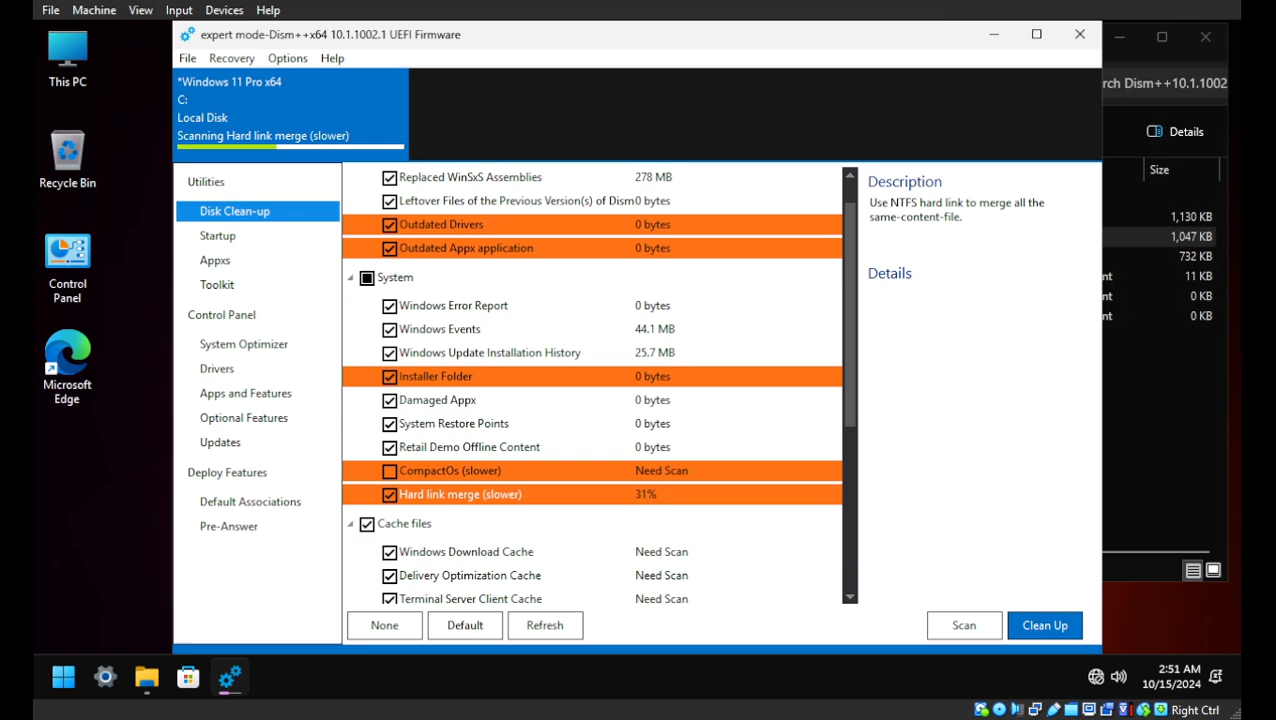 File Machine View Input Devices Help
This PC
Recycle Bin
Control
Panel
Microsoft
Edge
expert mode-Dism++x64 10.1.1002.1 UEFI Firmware
File Recovery Options Help
*Windows 11 Pro x64
C:
Local Disk
Scanning Hard link merge (slower)
Utilities
Disk Clean-up
Startup
Appxs
Toolkit
Control Panel
System Optimizer
Drivers
Apps and Features
Optional Features
Updates
Deploy Features
Default Associations
Pre-Answer
Replaced WinSxS Assemblies 278 MB
Leftover Files of the Previous Version(s) of Dism 0 bytes
Outdated Drivers 0 bytes
Outdated Appx application 0 bytes
System
Windows Error Report 0 bytes
Windows Events 44.1 MB
Windows Update Installation History 25.7 MB
Installer Folder 0 bytes
Damaged Appx 0 bytes
System Restore Points 0 bytes
Retail Demo Offline Content 0 bytes
CompactOs (slower) Need Scan
Hard link merge (slower) 31%
Cache files
Windows Download Cache Need Scan
Delivery Optimization Cache Need Scan
Terminal Server Client Cache Need Scan
None Default Refresh Scan Clean Up
Description
Use NTFS hard link to merge all the
same-content-file.
Details
rch Dism++10.1.1002
Details
Size
1,130 KB
1,047 KB
732 KB
nt 11 KB
nt 0 KB
nt 0 KB
2:51 AM
10/15/2024
Right Ctrl